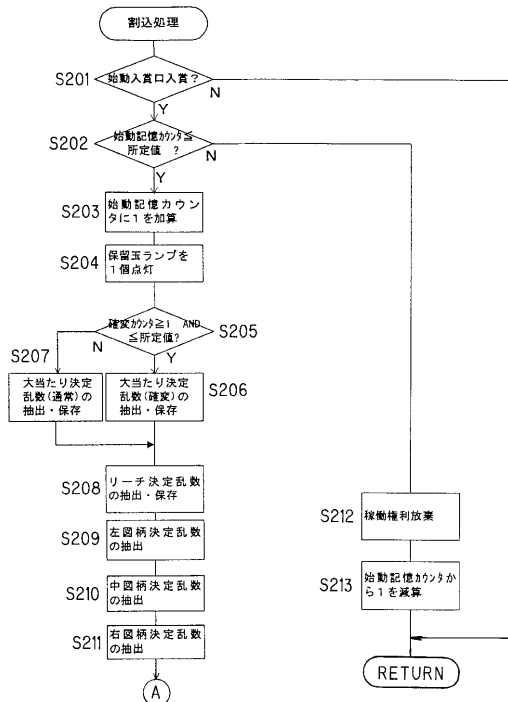 割込処理
S201
始動入賞口入賞？
N
Y
S202
始動記憶カウンタ≦
所定値 ？
N
Y
S203
始動記憶カウン
タに1を加算
S204
保留玉ランプを
1個点灯
確変カウンタ≧1 AND
≦所定値?
S205
N
Y
S207
大当たり決定
乱数(通常)の
抽出・保存
大当たり決定
乱数(確変)の
抽出・保存
S206
S208
リーチ決定乱数
の抽出・保存
S209
左図柄決定乱数
の抽出
S210
中図柄決定乱数
の抽出
S211
右図柄決定乱数
の抽出
A
S212
稼働権利放棄
S213
始動記憶カウンタか
ら1を減算
RETURN